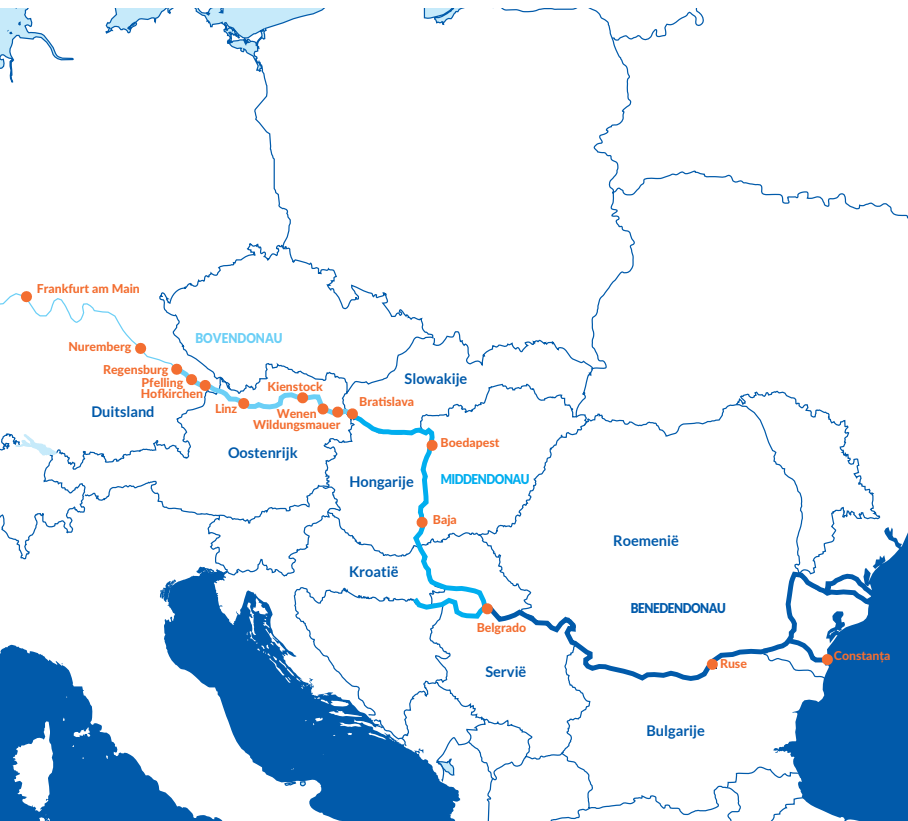 Frankfurt am Main
BOVENDONAU
Nuremberg
Regensburg
Pfelling
Hofkirchen
Duitsland
Linz
Kienstock
Wenen
Wildungsmauer
Bratislava
Slowakije
Oostenrijk
Boedapest
Hongarije
MIDDENDONAU
Baja
Roemenië
Kroatië
BENEDENDONAU
Belgrado
Servië
Ruse
Constanța
Bulgarije